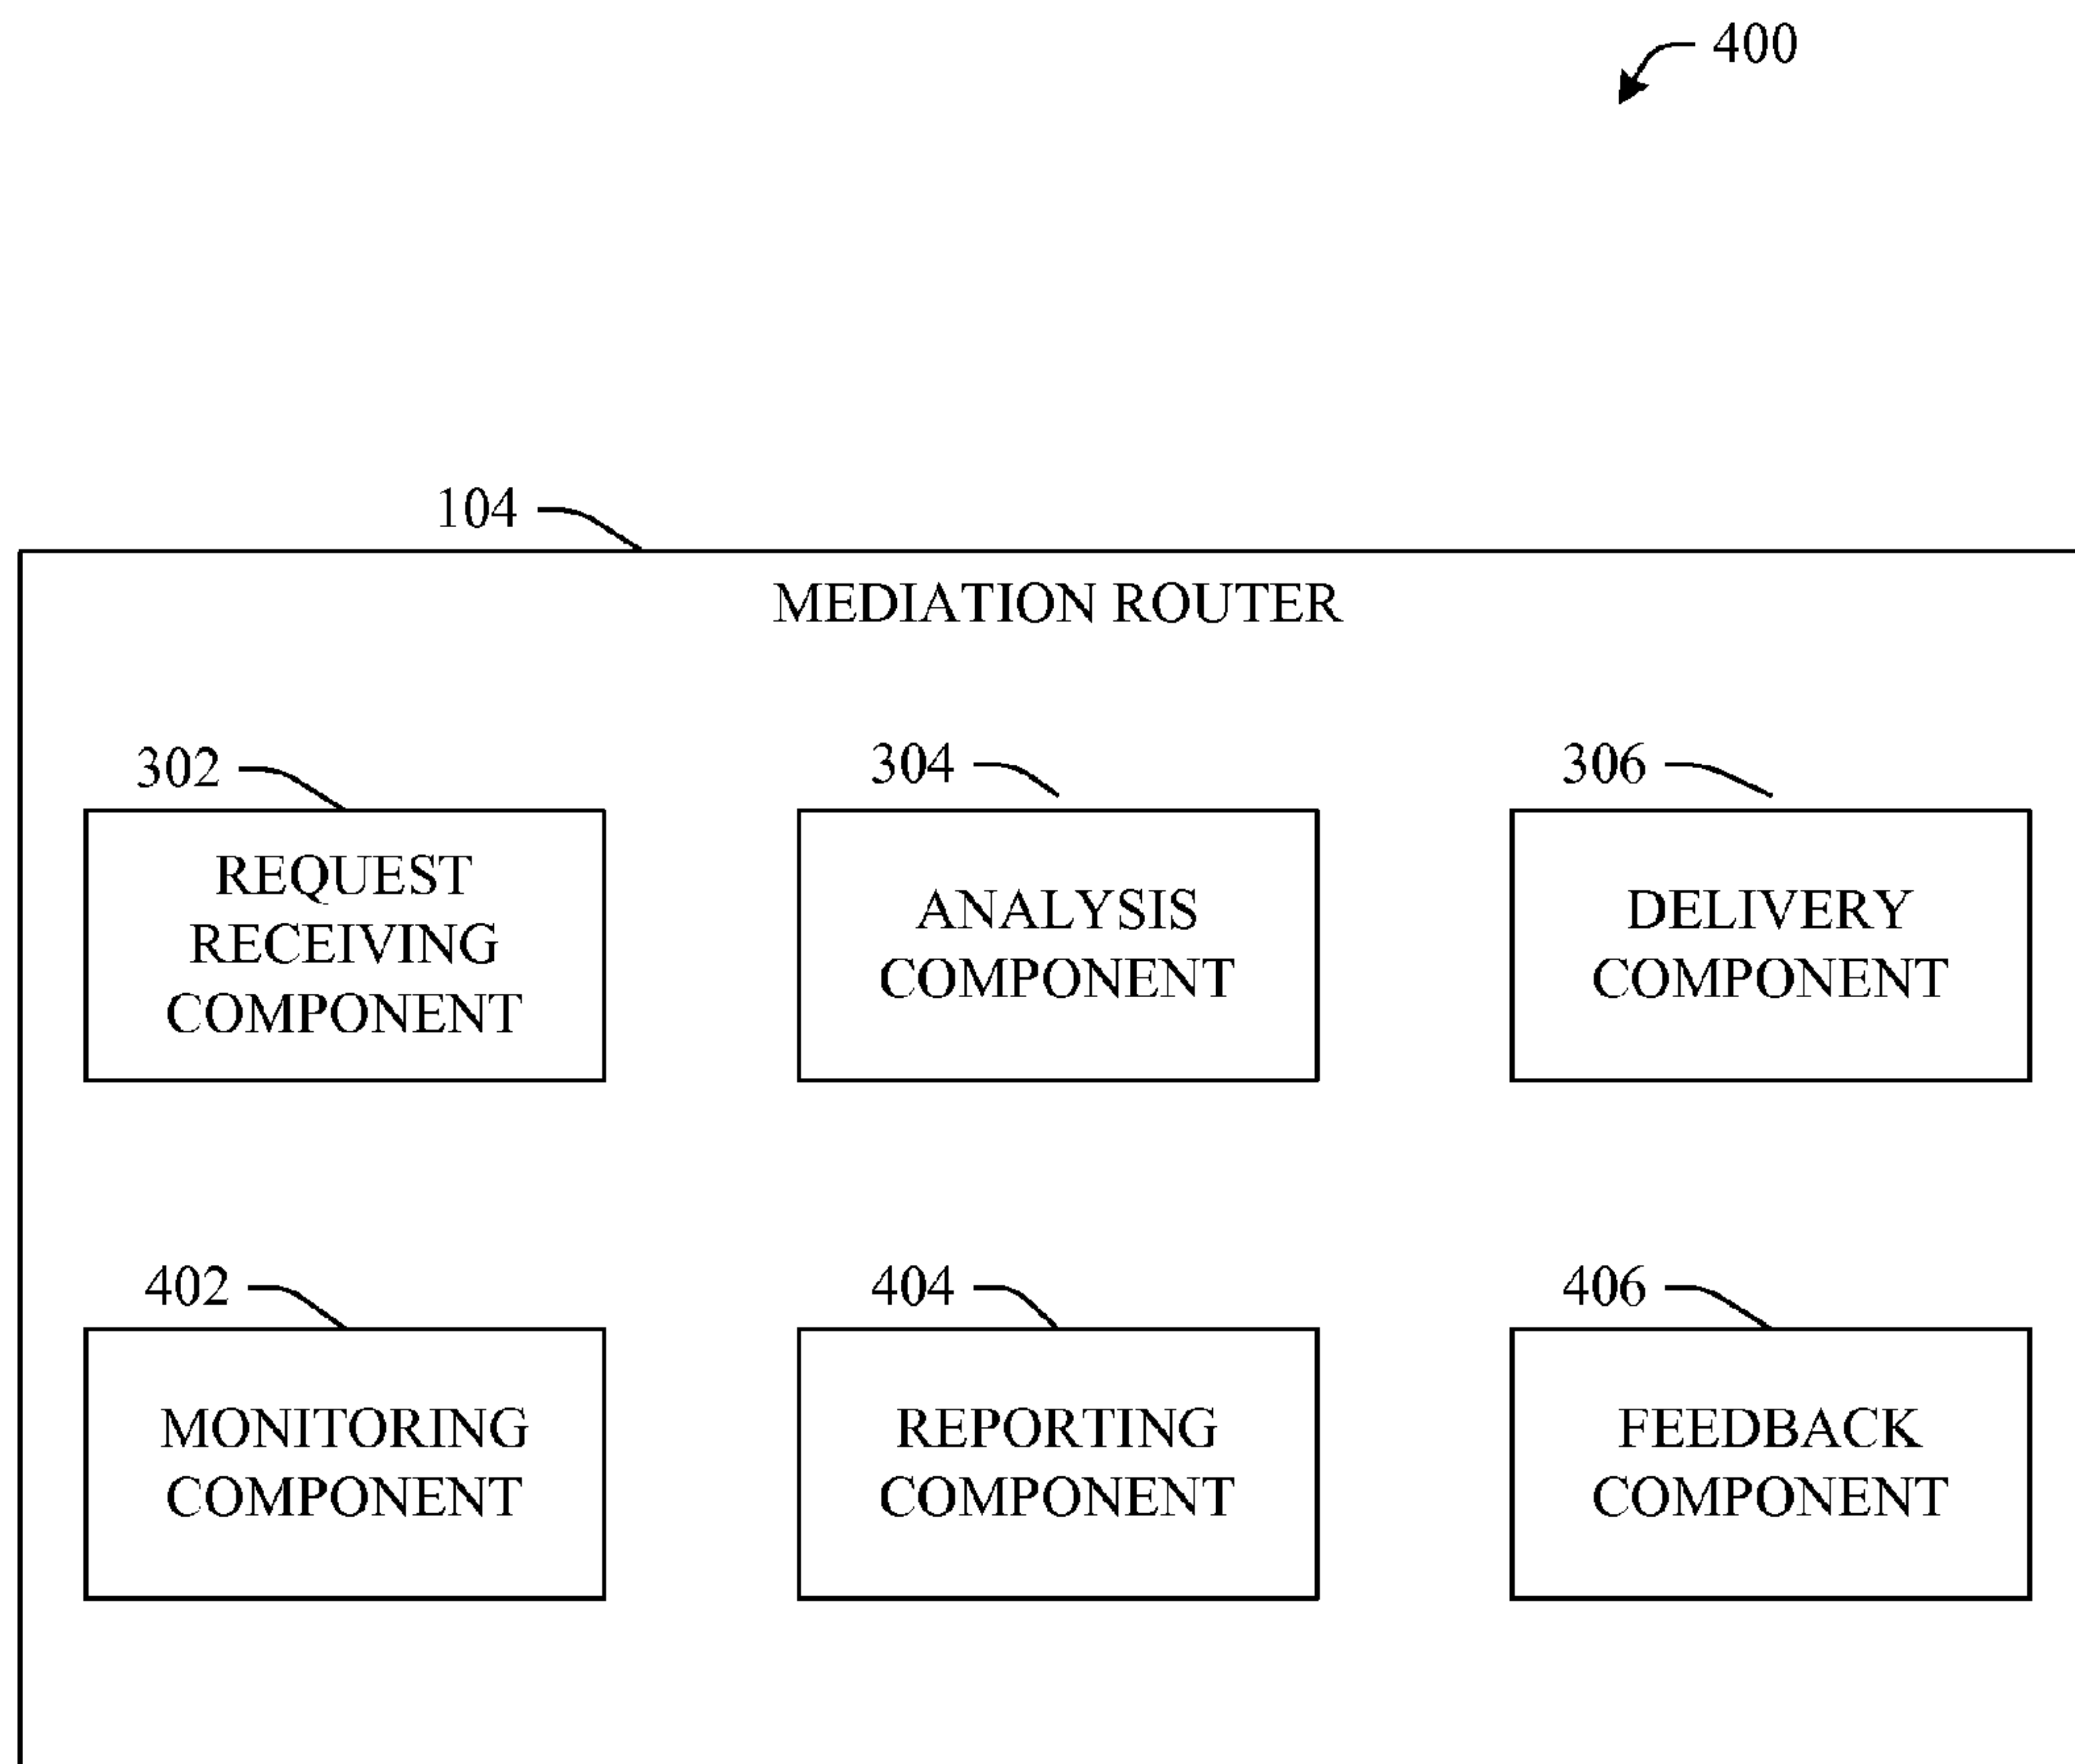 400
104
MEDIATION ROUTER
302
REQUEST
RECEIVING
COMPONENT
304
ANALYSIS
COMPONENT
306
DELIVERY
COMPONENT
402
MONITORING
COMPONENT
404
REPORTING
COMPONENT
406
FEEDBACK
COMPONENT